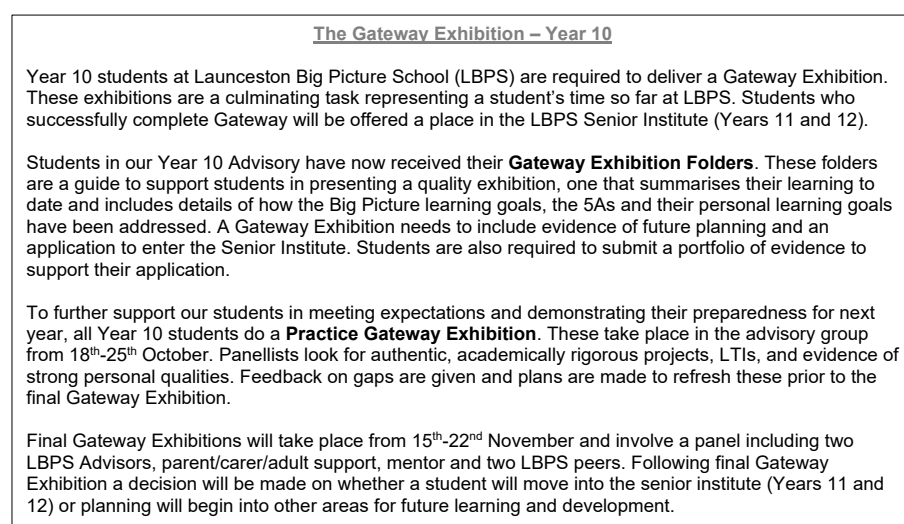 The Gateway Exhibition – Year 10
Year 10 students at Launceston Big Picture School (LBPS) are required to deliver a Gateway Exhibition.
These exhibitions are a culminating task representing a student's time so far at LBPS. Students who
successfully complete Gateway will be offered a place in the LBPS Senior Institute (Years 11 and 12).
Students in our Year 10 Advisory have now received their Gateway Exhibition Folders. These folders
are a guide to support students in presenting a quality exhibition, one that summarises their learning to
date and includes details of how the Big Picture learning goals, the 5As and their personal learning goals
have been addressed. A Gateway Exhibition needs to include evidence of future planning and an
application to enter the Senior Institute. Students are also required to submit a portfolio of evidence to
support their application.
To further support our students in meeting expectations and demonstrating their preparedness for next
year, all Year 10 students do a Practice Gateway Exhibition. These take place in the advisory group
from 18th-25th October. Panellists look for authentic, academically rigorous projects, LTIs, and evidence of
strong personal qualities. Feedback on gaps are given and plans are made to refresh these prior to the
final Gateway Exhibition.
Final Gateway Exhibitions will take place from 15th-22nd November and involve a panel including two
LBPS Advisors, parent/carer/adult support, mentor and two LBPS peers. Following final Gateway
Exhibition a decision will be made on whether a student will move into the senior institute (Years 11 and
12) or planning will begin into other areas for future learning and development.